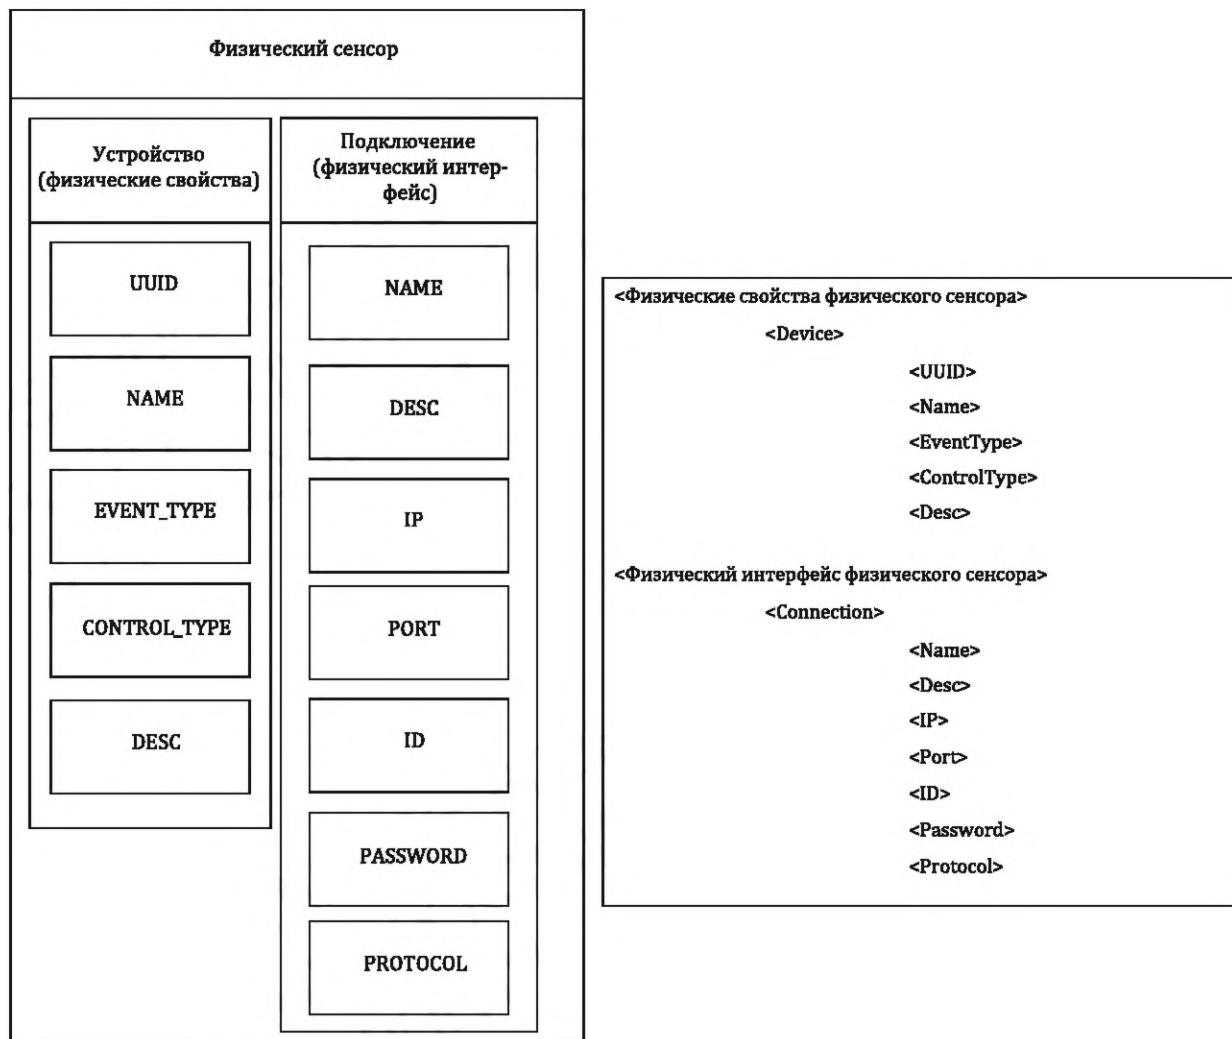 Физический сенсор
Устройство
(физические свойства)
UUID
NAME
EVENT_TYPE
CONTROL_TYPE
DESC
Подключение
(физический интер-
фейс)
NAME
DESC
IP
PORT
ID
PASSWORD
PROTOCOL
<Физические свойства физического сенсора>
<Device>
<UUID>
<Name>
<EventType>
<ControlType>
<Desc>
<Физический интерфейс физического сенсора>
<Connection>
<Name>
<Desc>
<IP>
<Port>
<ID>
<Password>
<Protocol>